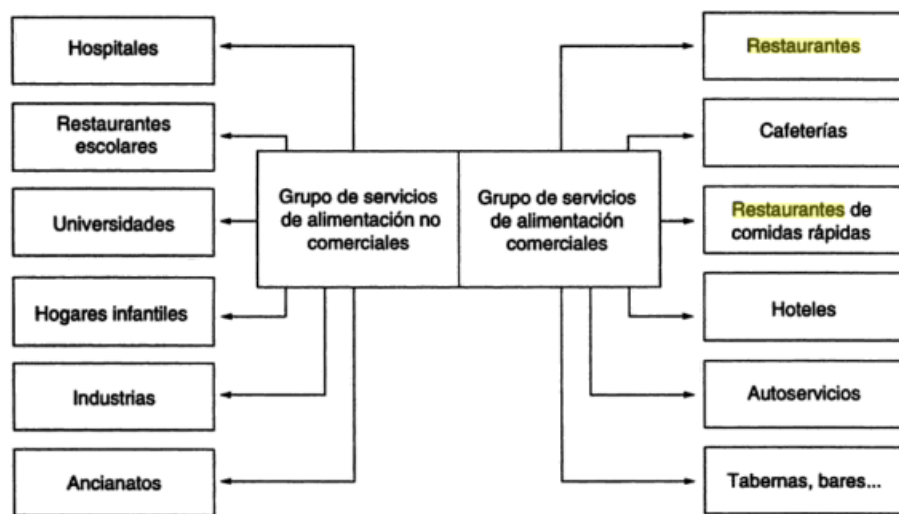 Hospitales
Restaurantes
escolares
Universidades
Hogares infantiles
Industrias
Ancianatos
Grupo de servicios
de alimentación no
comerciales
Grupo de servicios
de alimentación
comerciales
Restaurantes
Cafeterías
Restaurantes de
comidas rápidas
Hoteles
Autoservicios
Tabernas, bares...